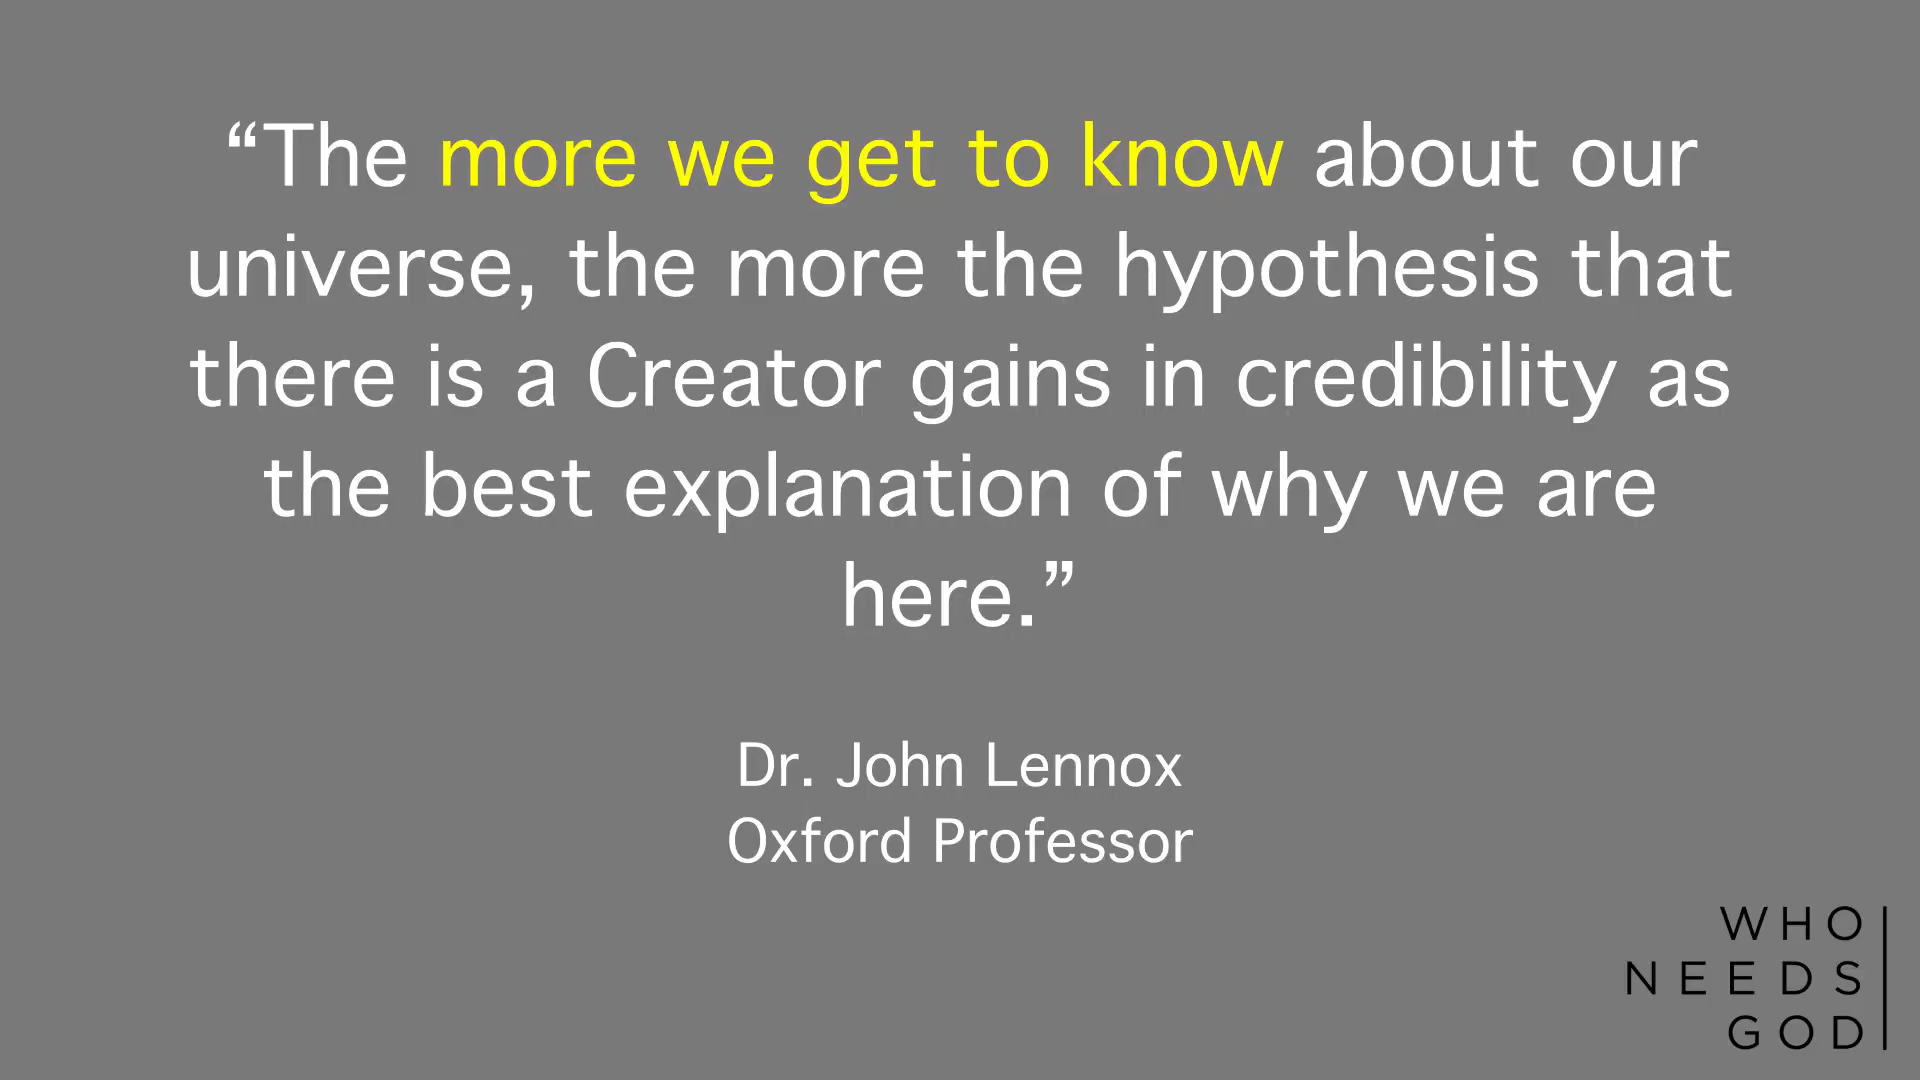 “The more we get to know about our
universe, the more the hypothesis that
there is a Creator gains in credibility as
the best explanation of why we are
here.”
Dr. John Lennox
Oxford Professor
WHO
NEEDS
GOD